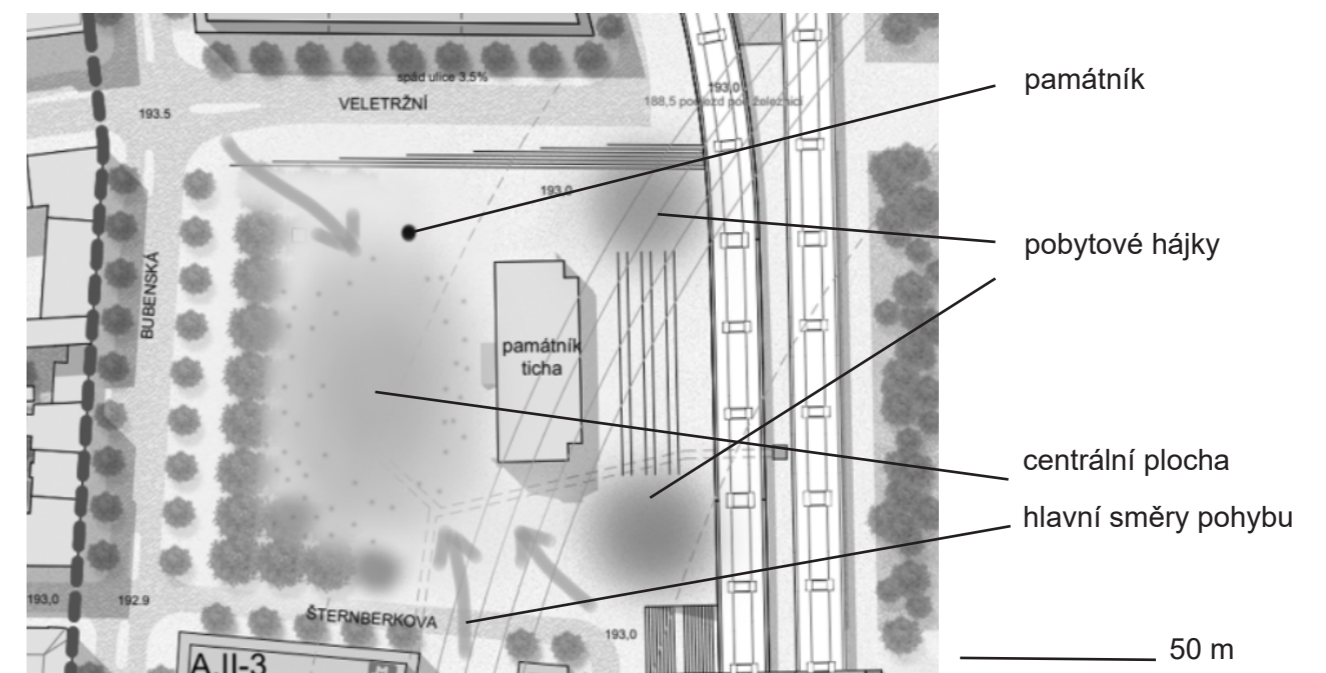 spád ulice 3.5%
VELETRŽNÍ
193.5
193,0
188,5 podjezd pod železnicí
193,0
BUBENSKÁ
památník
ticha
193,0
192.9
ŠTERNBERKOVA
193,0
A.II-3
památník
pobytové hájky
centrální plocha
hlavní směry pohybu
50 m